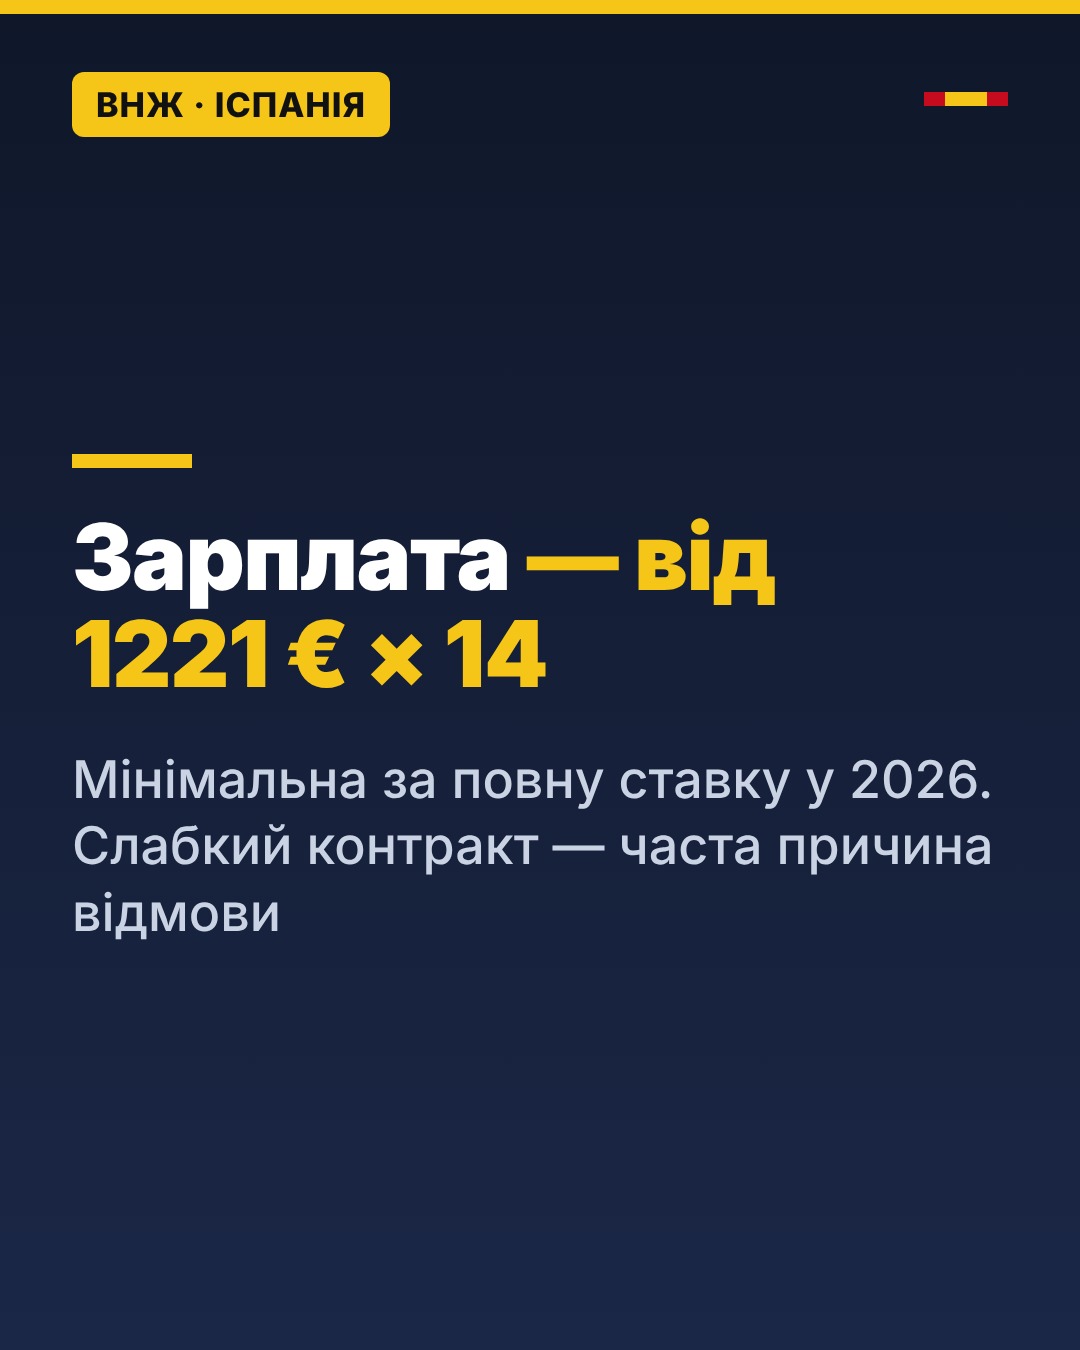 ВНЖ · ІСПАНІЯ
Зарплата — від
1221 € × 14
Мінімальна за повну ставку у 2026.
Слабкий контракт — часта причина
відмови